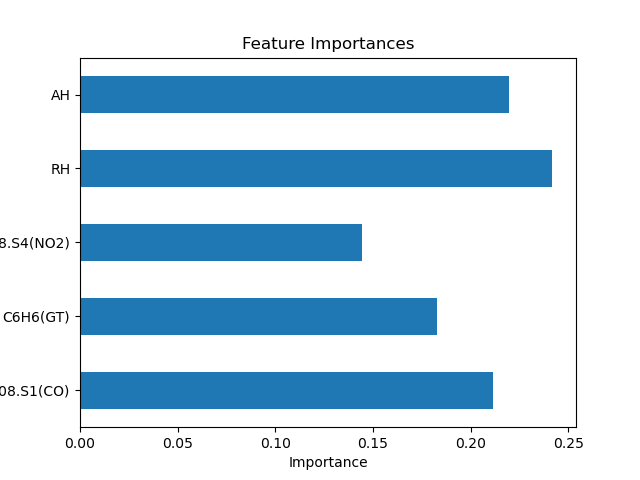 Feature Importances
AH
RH
8.S4(NO2)
C6H6(GT)
08.S1(CO)
0.00 0.05 0.10 0.15 0.20 0.25
Importance